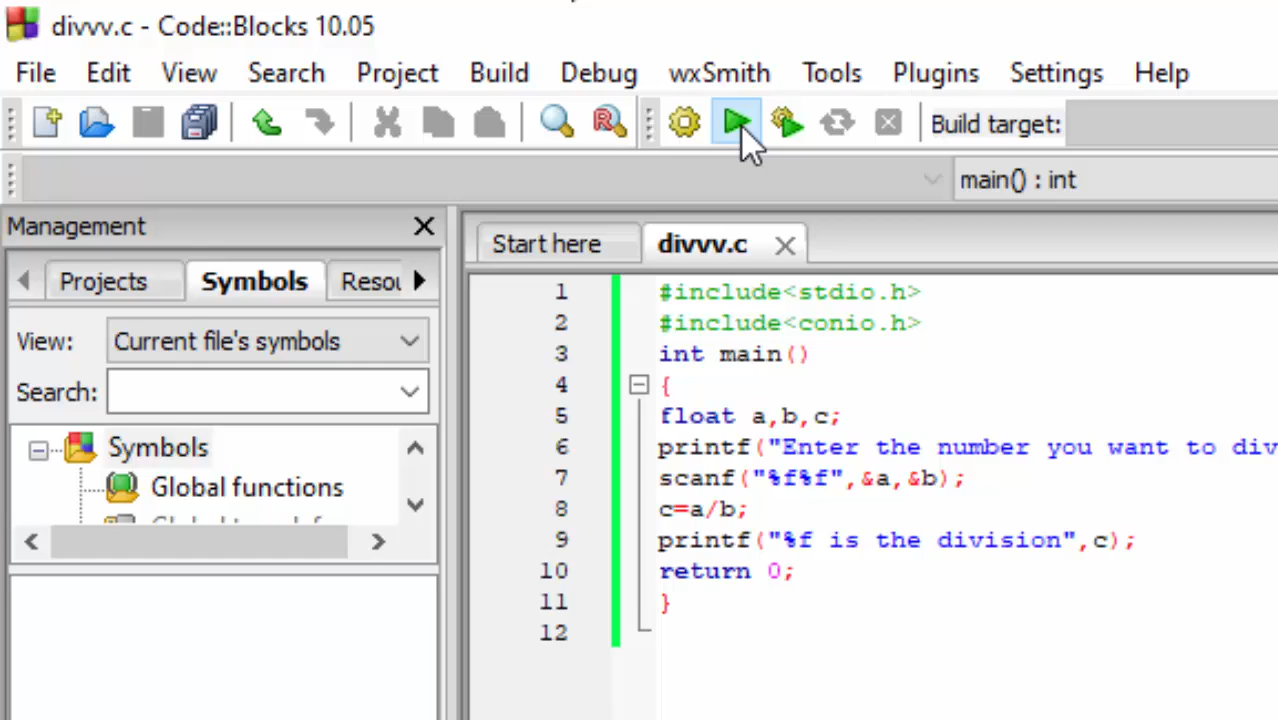 divvv.c - Code::Blocks 10.05
File Edit View Search Project Build Debug wxSmith Tools Plugins Settings Help
Build target:
main() : int
Management
Start here divvv.c
Projects Symbols Resou
View: Current file's symbols
Search:
Symbols
Global functions
1 #include<stdio.h>
2 #include<conio.h>
3 int main()
4 {
5 float a,b,c;
6 printf("Enter the number you want to div
7 scanf("%f%f",&a,&b);
8 c=a/b;
9 printf("%f is the division",c);
10 return 0;
11 }
12